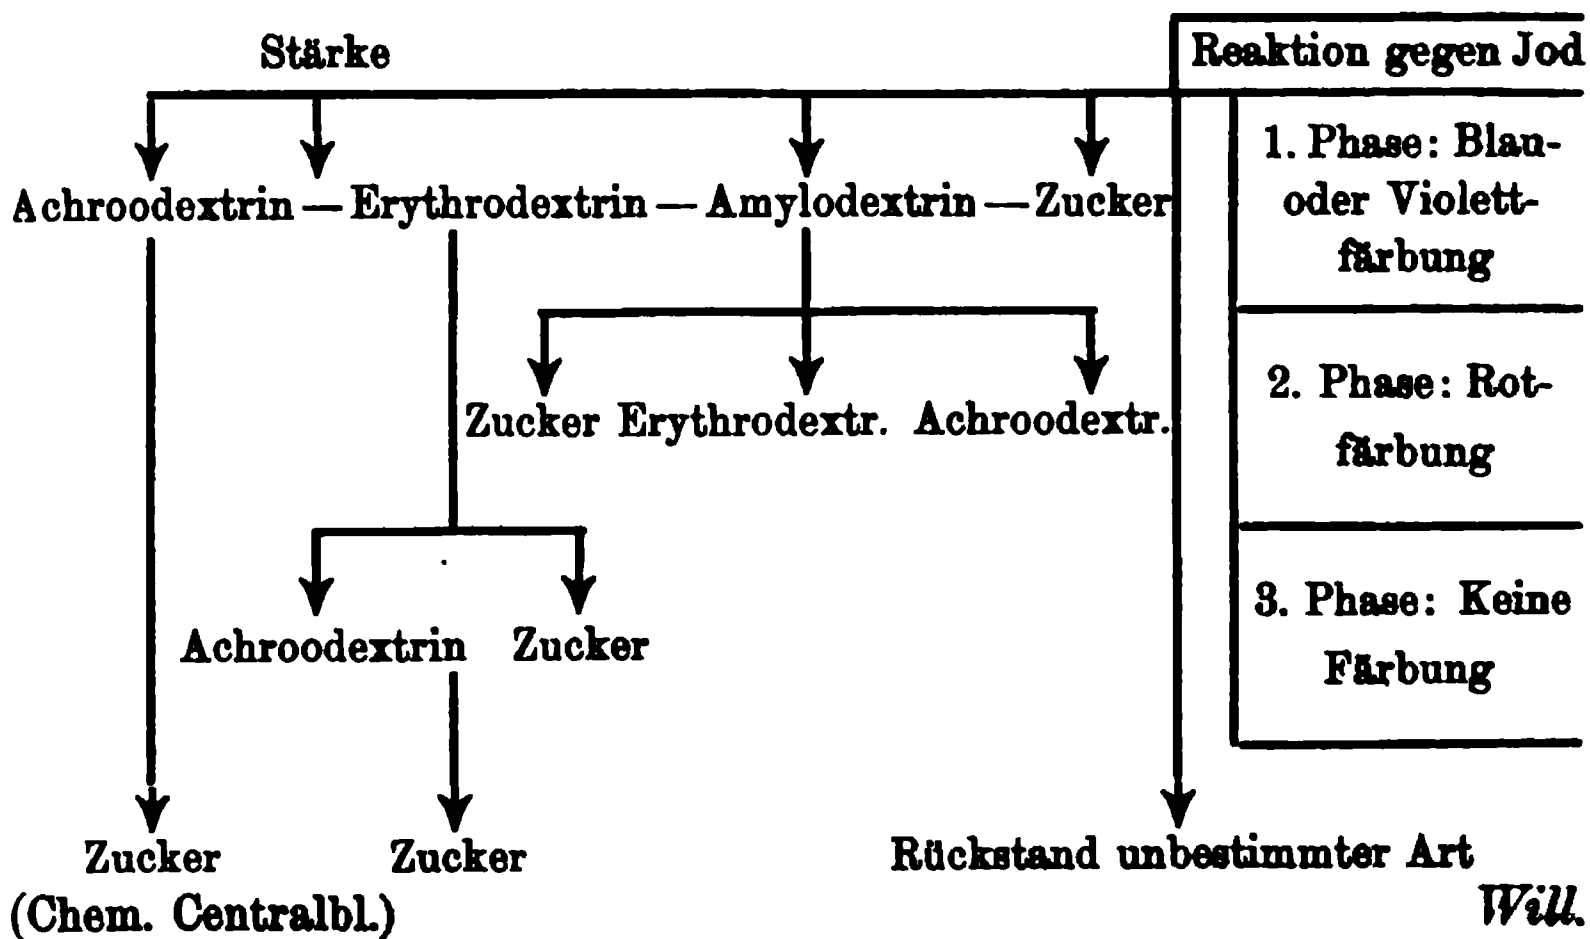 Stärke
Reaktion gegen Jod
1. Phase: Blau-
oder Violett-
färbung
Achroodextrin — Erythrodextrin — Amylodextrin — Zucker
2. Phase: Rot-
färbung
Zucker Erythrodextr. Achroodextr.
3. Phase: Keine
Färbung
Achroodextrin Zucker
Zucker Zucker Rückstand unbestimmter Art
(Chem. Centralbl.) Will.